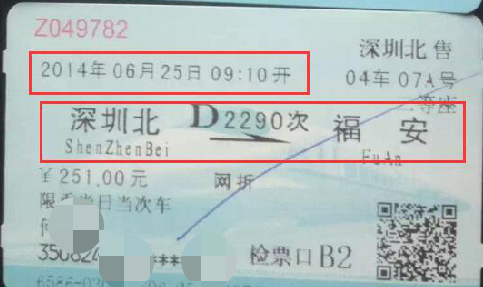 Z049782
深圳北 售
2014年 06月 25日 09:10开
04车 07A号
二等座
深圳北 D2290次 福 安
ShenZhenBei FuAn
￥251.00元 网折
限乘当日当次车
检票口B2